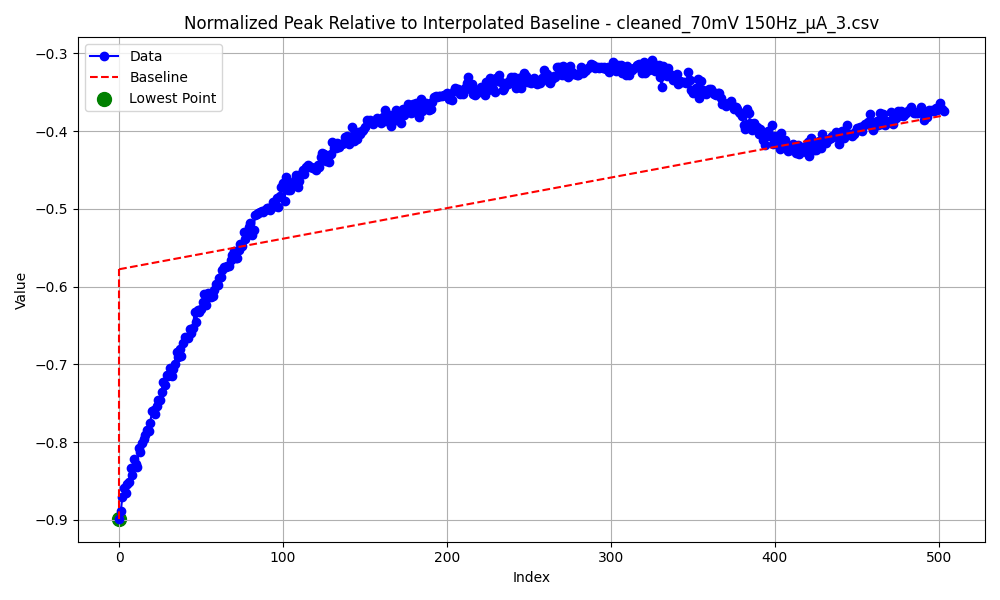 Normalized Peak Relative to Interpolated Baseline - cleaned_70mV 150Hz_μA_3.csv
Data
Baseline
Lowest Point
−0.3
−0.4
−0.5
−0.6
−0.7
−0.8
−0.9
Value
0 100 200 300 400 500
Index